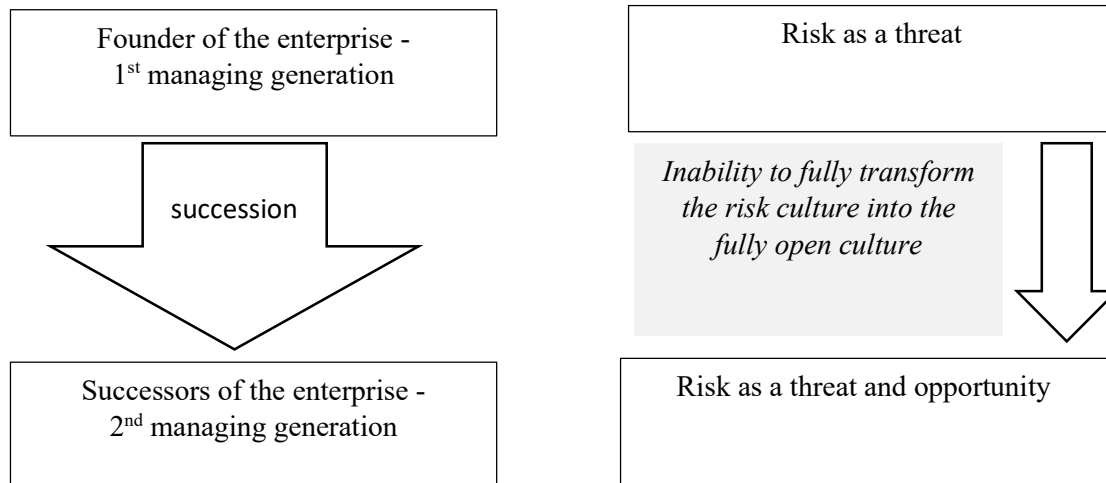 Founder of the enterprise -
1st managing generation
Risk as a threat
succession
Inability to fully transform
the risk culture into the
fully open culture
Successors of the enterprise -
2nd managing generation
Risk as a threat and opportunity